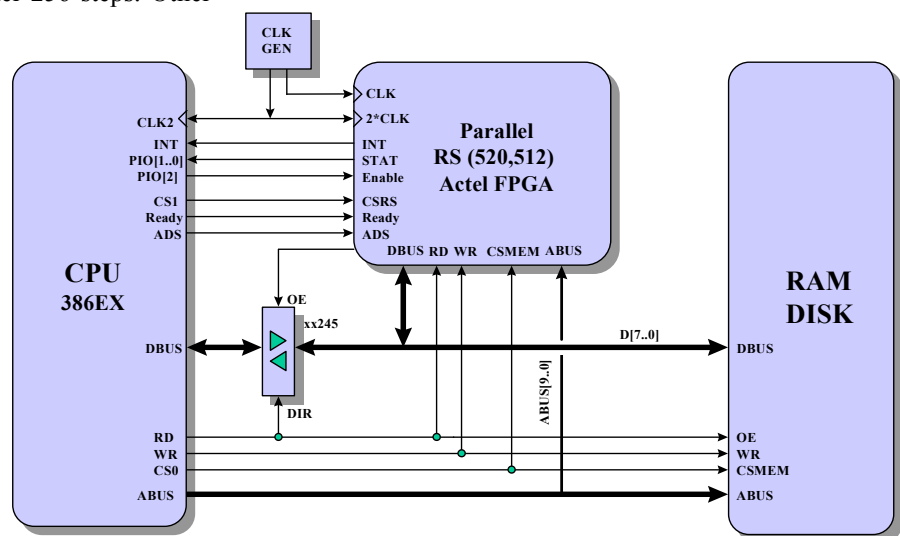 CLK
GEN
CLK
CLK2
2*CLK
Parallel
RS (520,512)
Actel FPGA
INT
INT
PIO[1..0]
STAT
PIO[2]
Enable
CS1
CSRS
Ready
Ready
ADS
ADS
DBUS RD WR CSMEM ABUS
CPU
386EX
RAM
DISK
OE
xx245
D[7..0]
DBUS
DBUS
ABUS[9..0]
DIR
RD
OE
WR
WR
CS0
CSMEM
ABUS
ABUS